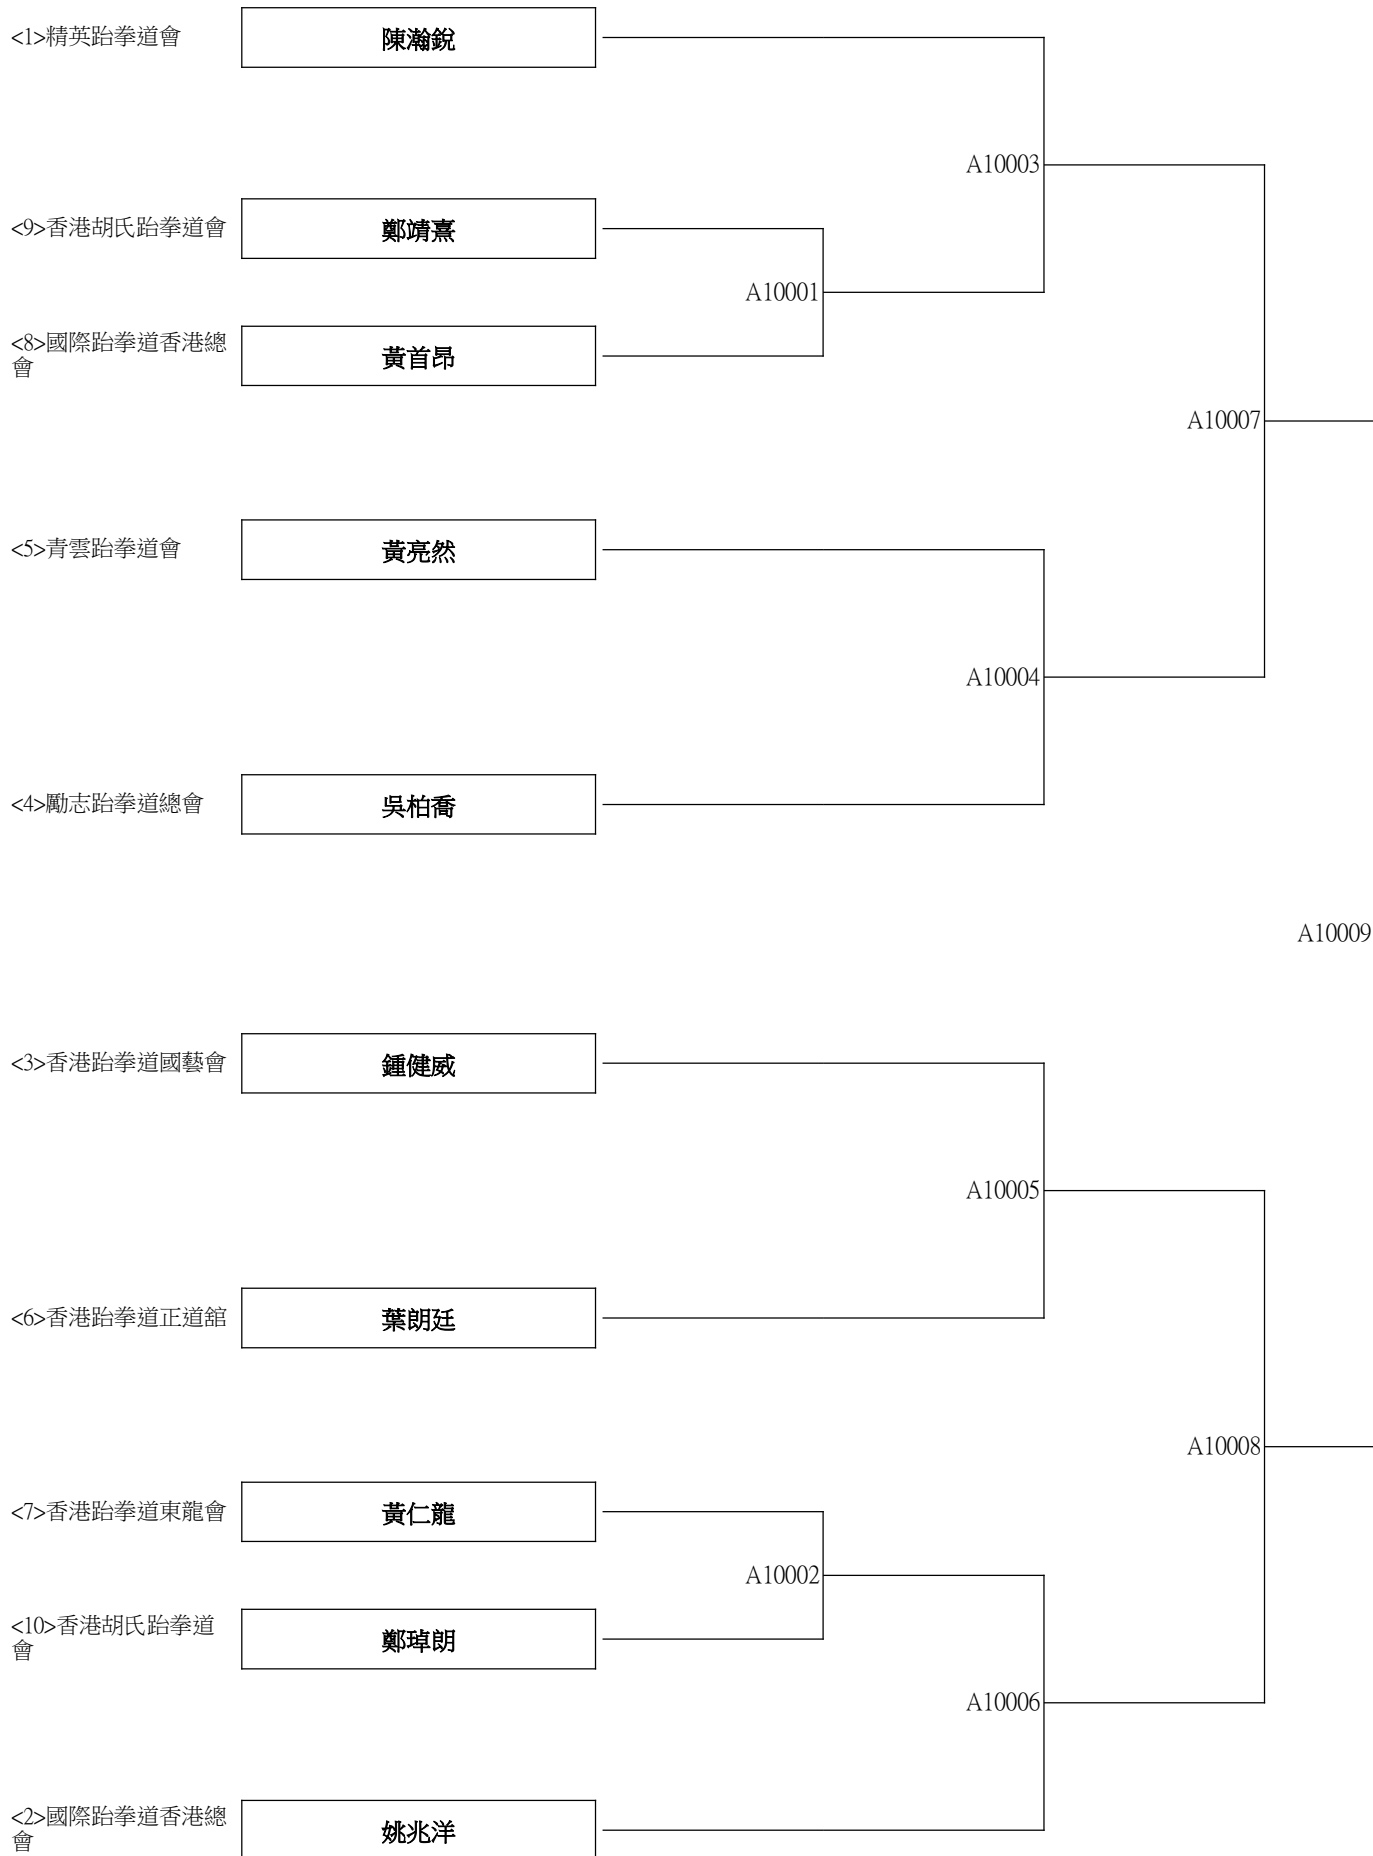 <1>精英跆拳道會
陳瀚銳
A10003
<9>香港胡氏跆拳道會
鄭靖熹
A10001
<8>國際跆拳道香港總
會
黃首昂
A10007
<5>青雲跆拳道會
黃亮然
A10004
<4>勵志跆拳道總會
吳柏喬
A10009
<3>香港跆拳道國藝會
鍾健威
A10005
<6>香港跆拳道正道舘
葉朗廷
A10008
<7>香港跆拳道東龍會
黃仁龍
A10002
<10>香港胡氏跆拳道
會
鄭琸朗
A10006
<2>國際跆拳道香港總
會
姚兆洋